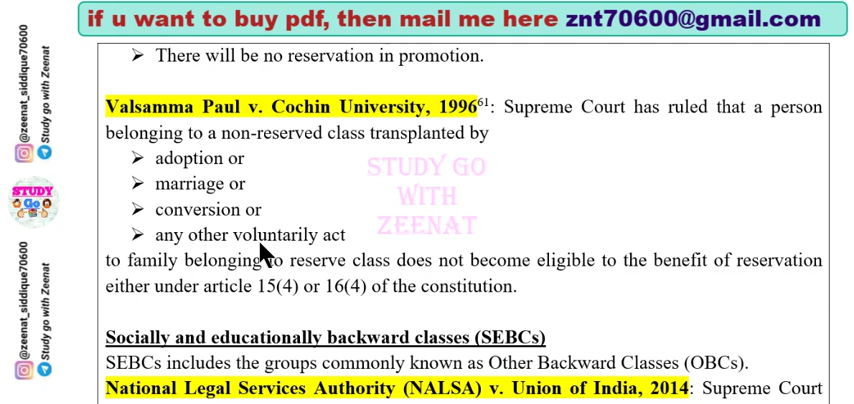 if u want to buy pdf, then mail me here znt70600@gmail.com
➢ There will be no reservation in promotion.
Valsamma Paul v. Cochin University, 1996⁶¹: Supreme Court has ruled that a person
belonging to a non-reserved class transplanted by
➢ adoption or
➢ marriage or
➢ conversion or
➢ any other voluntarily act
to family belonging to reserve class does not become eligible to the benefit of reservation
either under article 15(4) or 16(4) of the constitution.
Socially and educationally backward classes (SEBCs)
SEBCs includes the groups commonly known as Other Backward Classes (OBCs).
National Legal Services Authority (NALSA) v. Union of India, 2014: Supreme Court
STUDY GO
WITH
ZEENAT
@zeenat_siddique70600
Study go with Zeenat
STUDY
Go
@zeenat_siddique70600
Study go with Zeenat